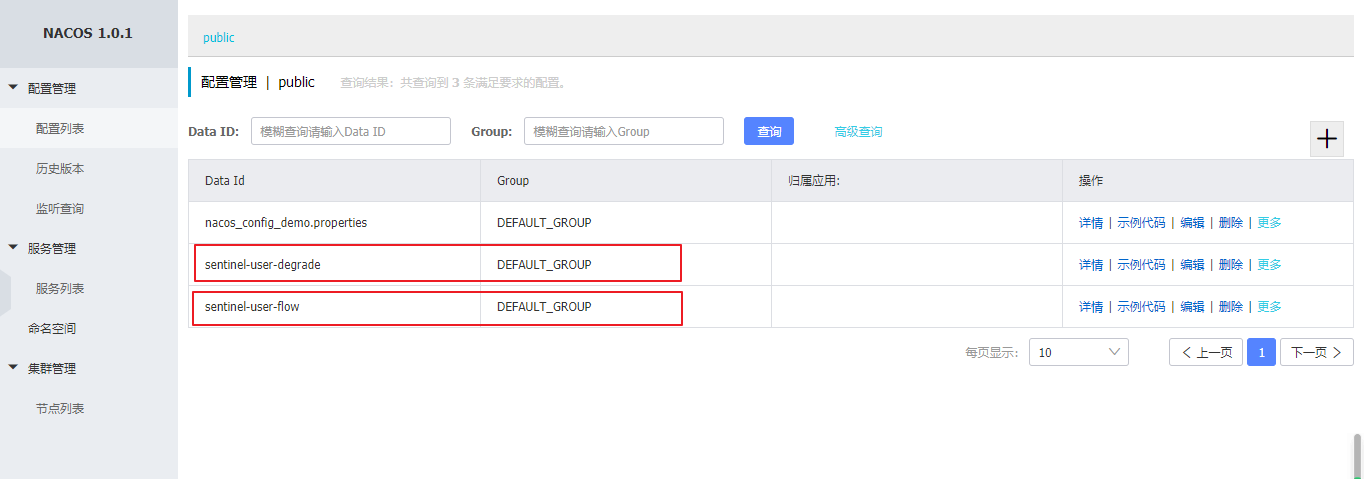 NACOS 1.0.1
配置管理
配置列表
历史版本
监听查询
服务管理
服务列表
命名空间
集群管理
节点列表
public
配置管理 | public 查询结果：共查询到 3 条满足要求的配置。
Data ID: 模糊查询请输入Data ID Group: 模糊查询请输入Group 查询 高级查询
Data Id Group 归属应用: 操作
nacos_config_demo.properties DEFAULT_GROUP 详情 | 示例代码 | 编辑 | 删除 | 更多
sentinel-user-degrade DEFAULT_GROUP 详情 | 示例代码 | 编辑 | 删除 | 更多
sentinel-user-flow DEFAULT_GROUP 详情 | 示例代码 | 编辑 | 删除 | 更多
每页显示: 10 上一页 1 下一页